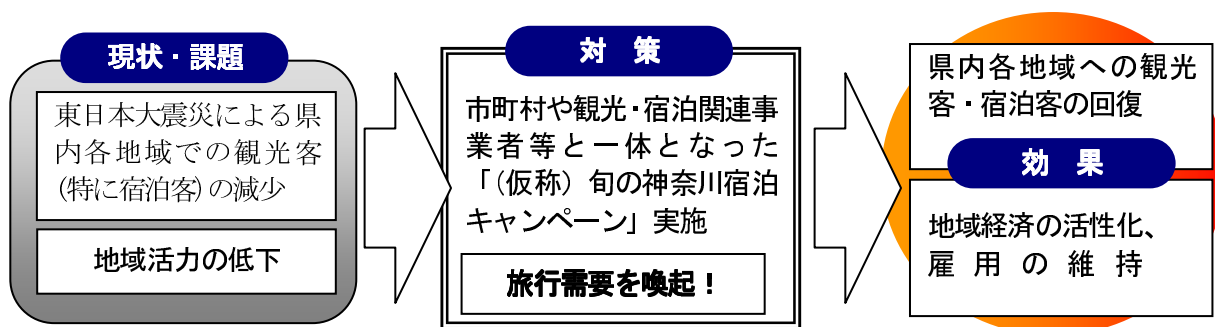 現状・課題
東日本大震災による県
内各地域での観光客
(特に宿泊客)の減少
地域活力の低下
対 策
市町村や観光・宿泊関連事
業者等と一体となった
「（仮称）旬の神奈川宿泊
キャンペーン」実施
旅行需要を喚起！
県内各地域への観光
客・宿泊客の回復
効 果
地域経済の活性化、
雇用の維持